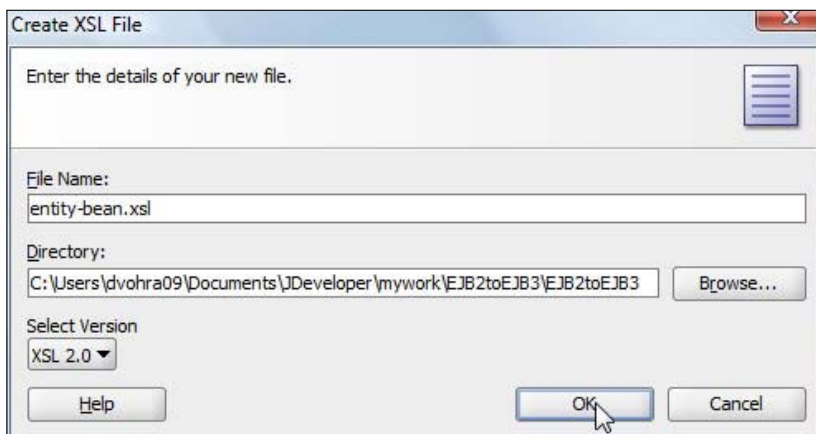 Create XSL File
Enter the details of your new file.
File Name:
entity-bean.xsl
Directory:
C:\Users\dvohra09\Documents\JDeveloper\mywork\EJB2toEJB3\EJB2toEJB3
Browse...
Select Version
XSL 2.0
Help
OK
Cancel